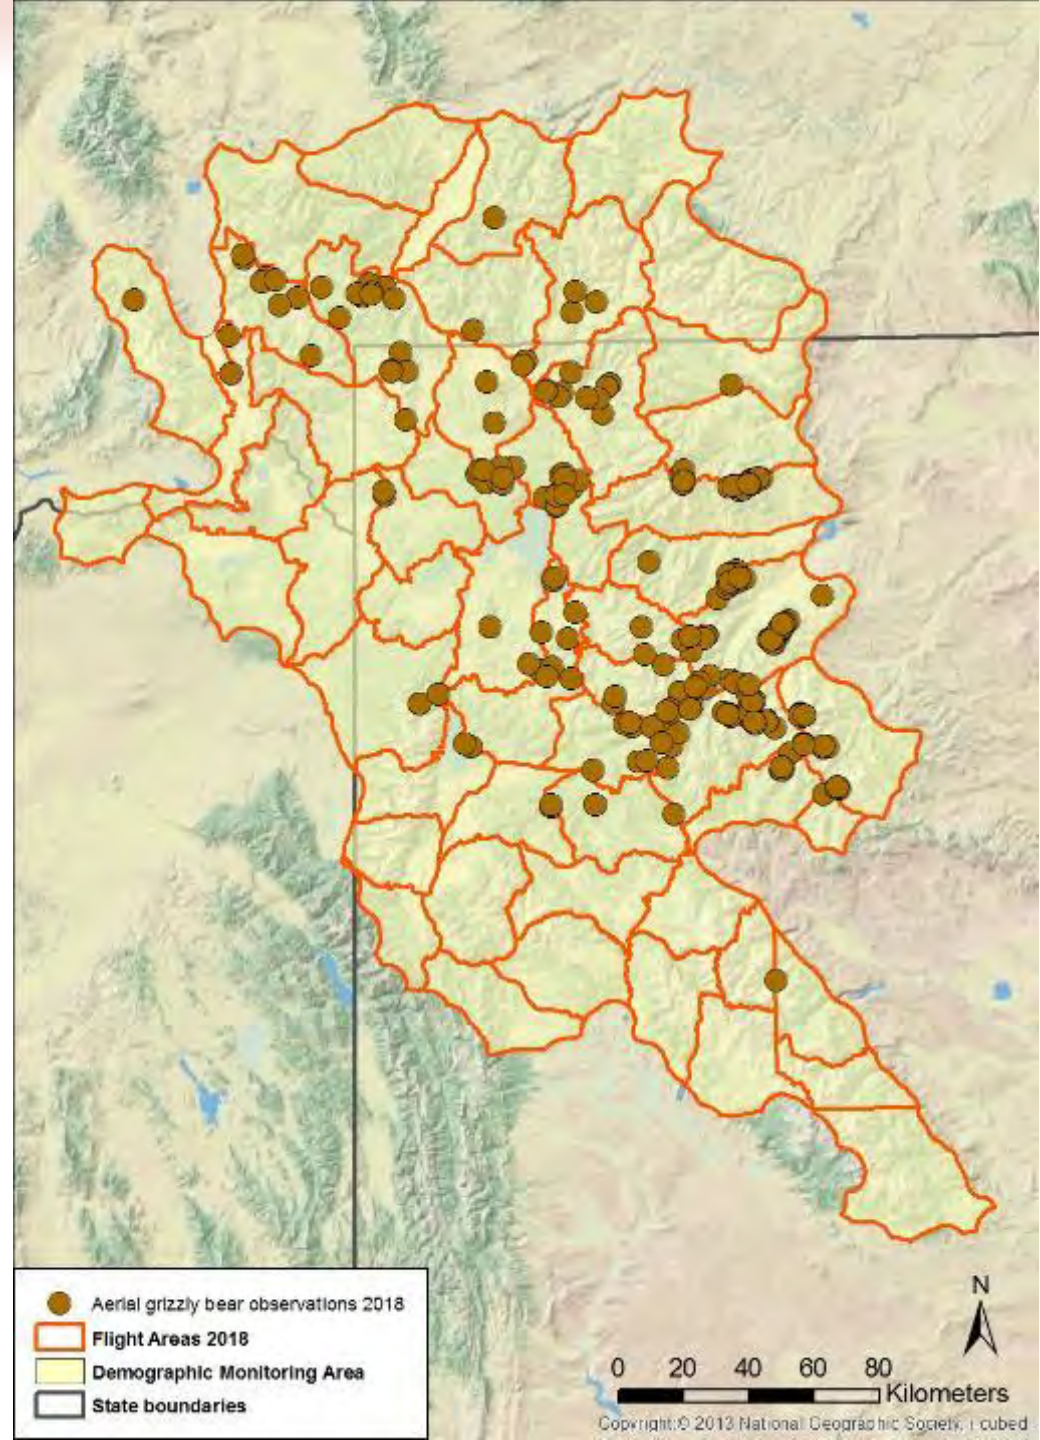 N
Aerial grizzly bear observations 2018
Flight Areas 2018
Demographic Monitoring Area
State boundaries
0 20 40 60 80
Kilometers
Copyright:© 2013 National Geographic Society, i-cubed